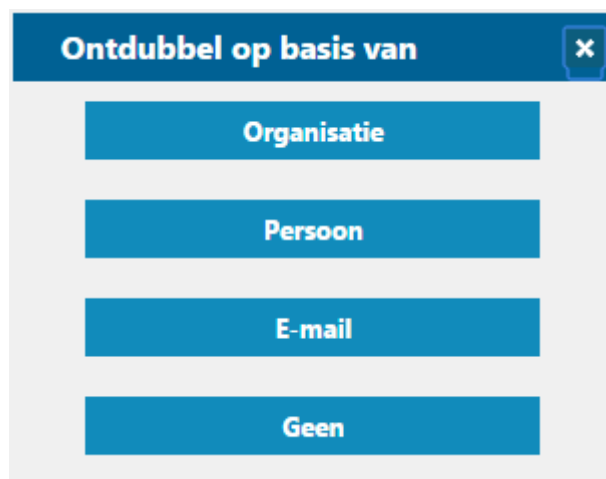 Ontdubbel op basis van
Organisatie
Persoon
E-mail
Geen